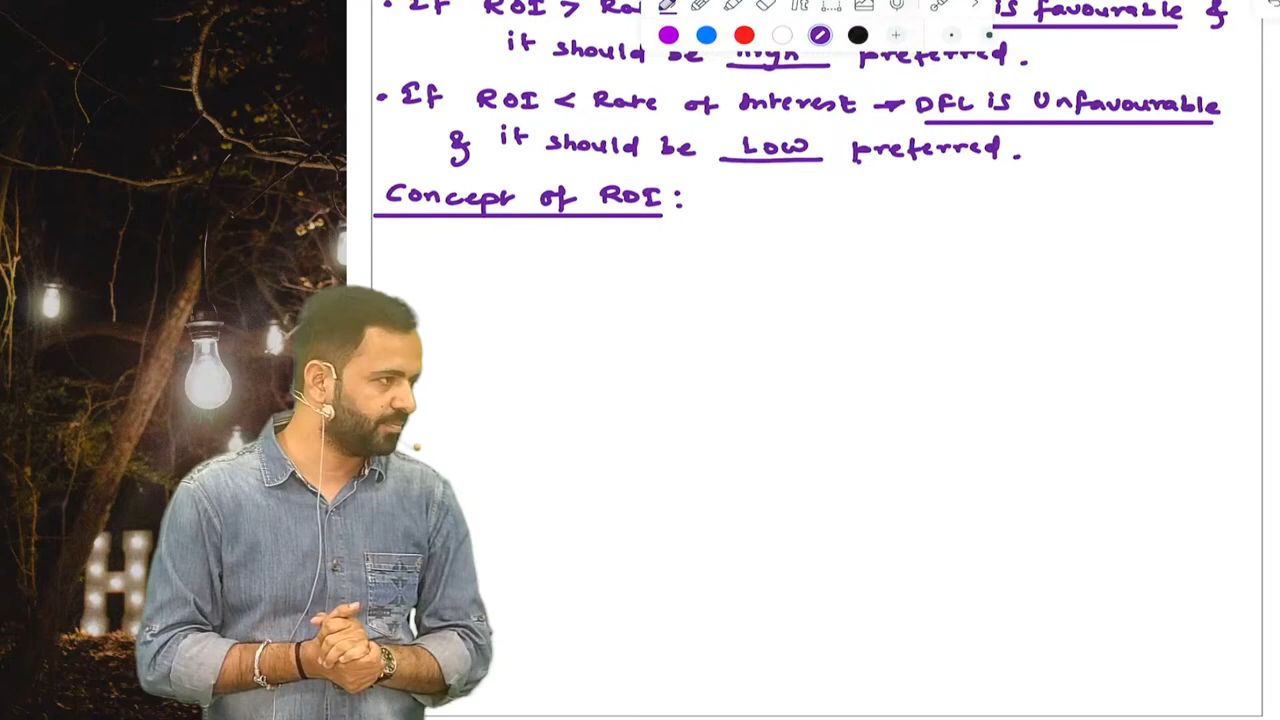 • If ROI > is favourable &
it should be high preferred.
• If ROI < Rate of Interest → DFL is Unfavourable
& it should be Low preferred.
Concept of ROI :
H